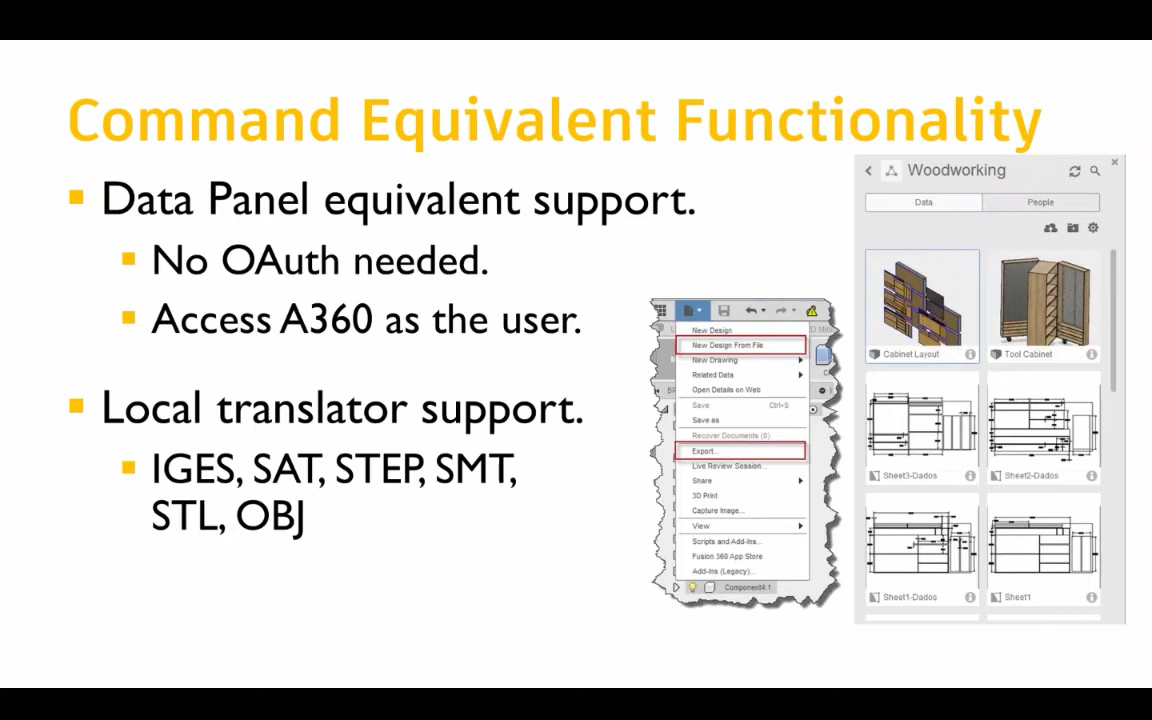 Command Equivalent Functionality
Data Panel equivalent support.
No OAuth needed.
Access A360 as the user.
Local translator support.
IGES, SAT, STEP, SMT,
STL, OBJ
New Design
New Design From File
New Drawing
Related Data
Open Details on Web
Save Ctrl+S
Save as
Recover Documents (0)
Export...
Live Review Session...
Share
3D Print
Capture Image...
View
Scripts and Add-Ins...
Fusion 360 App Store
Add-Ins (Legacy)...
Component4:1
Woodworking
Data People
Cabinet Layout Tool Cabinet
Sheet3-Dados Sheet2-Dados
Sheet1-Dados Sheet1